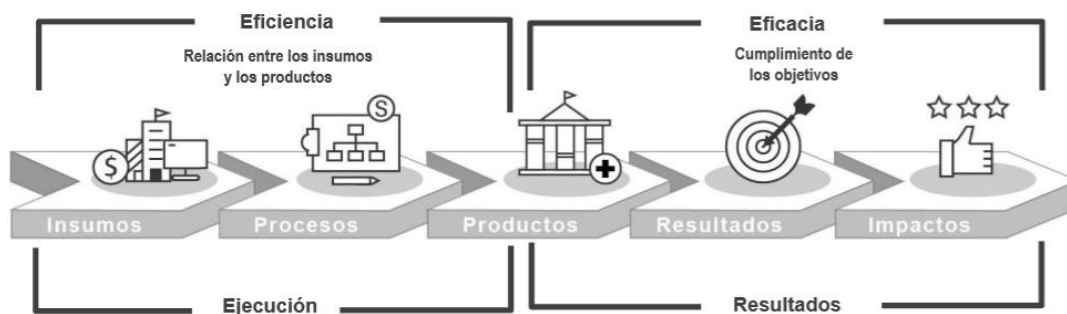 Eficiencia
Relación entre los insumos
y los productos
Eficacia
Cumplimiento de
los objetivos
$
S
Insumos
Procesos
Productos
Resultados
Impactos
Ejecución
Resultados